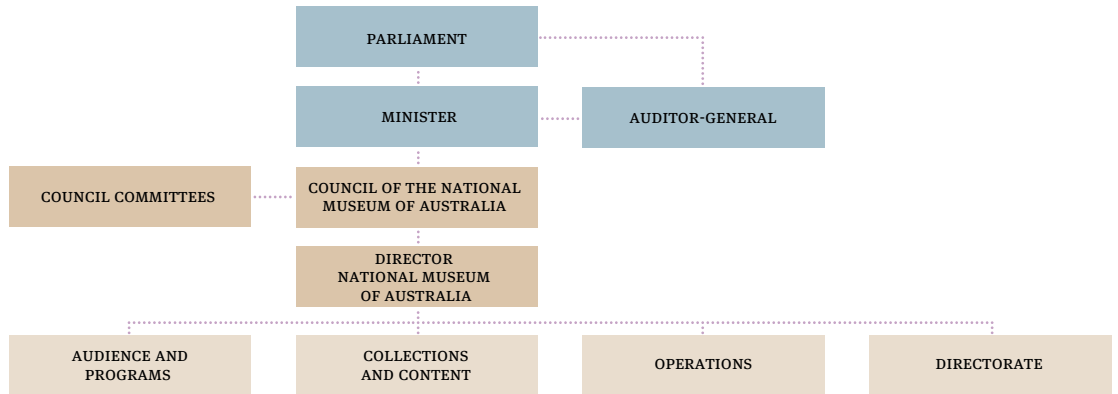 PARLIAMENT
MINISTER
AUDITOR-GENERAL
COUNCIL COMMITTEES
COUNCIL OF THE NATIONAL
MUSEUM OF AUSTRALIA
DIRECTOR
NATIONAL MUSEUM
OF AUSTRALIA
AUDIENCE AND
PROGRAMS
COLLECTIONS
AND CONTENT
OPERATIONS
DIRECTORATE